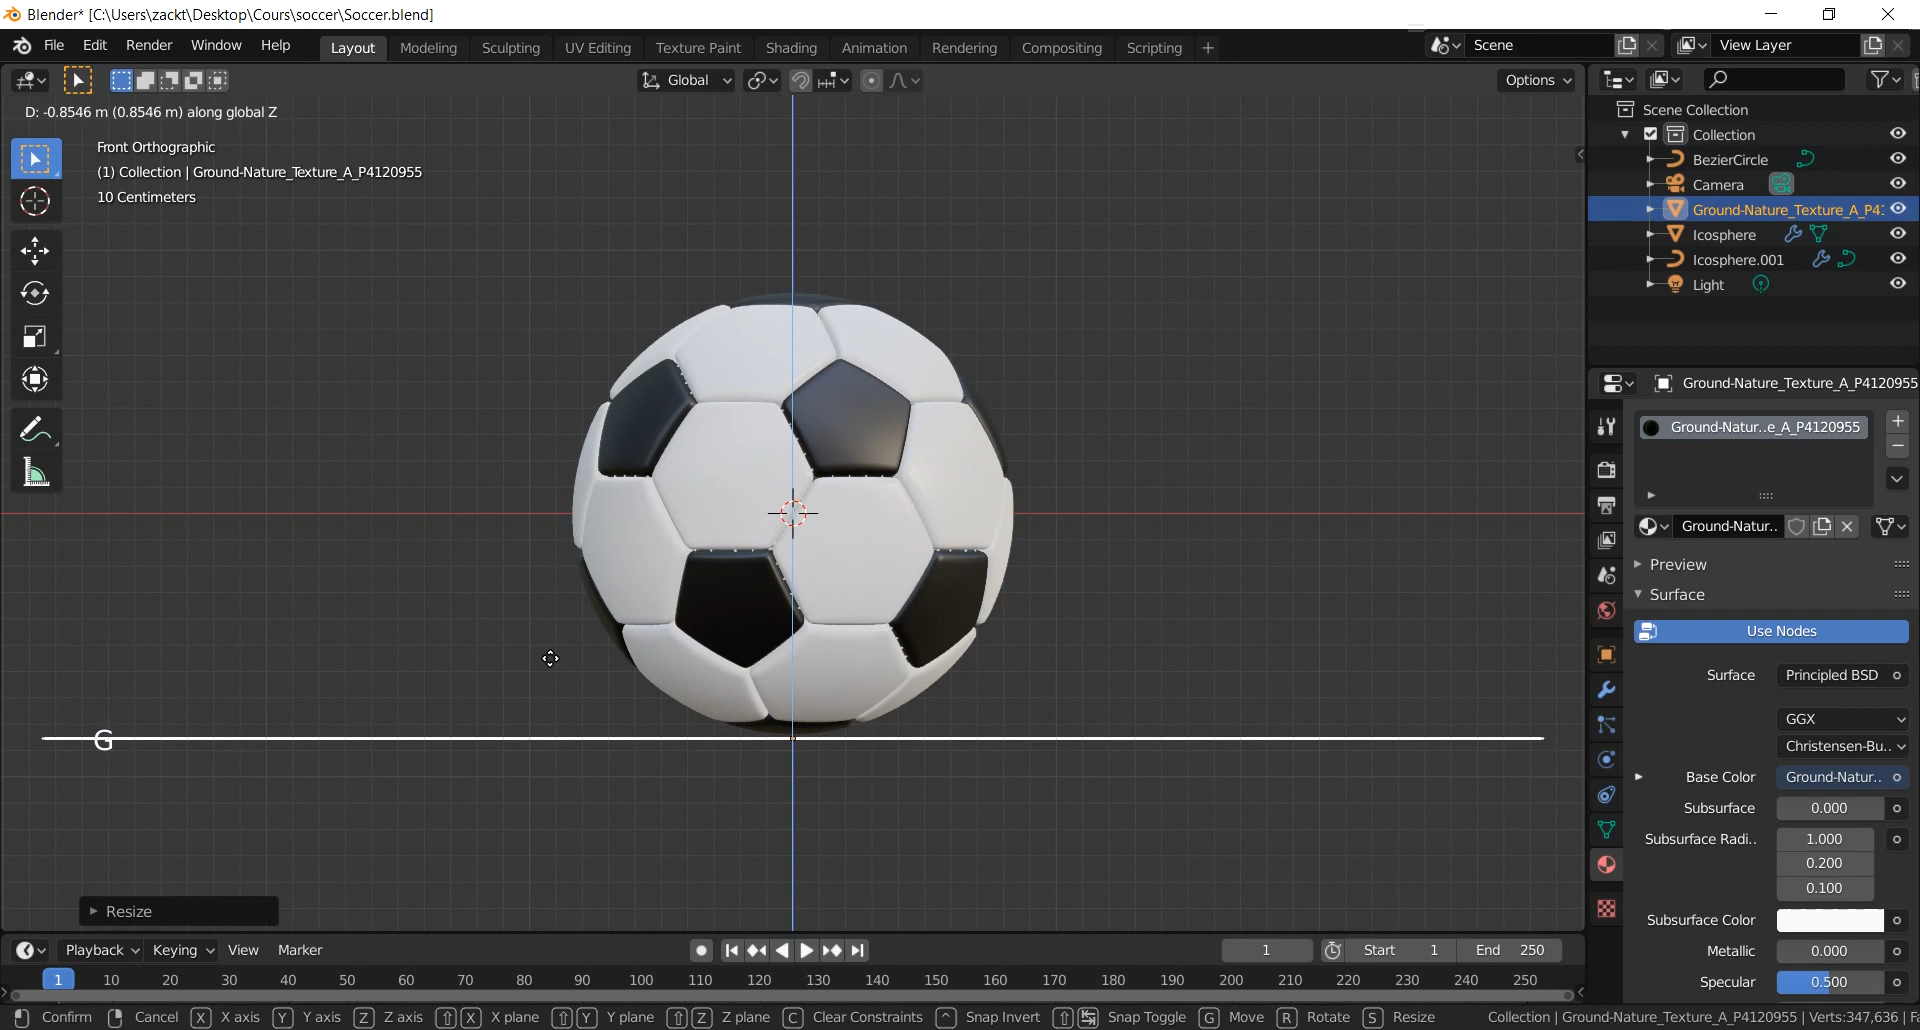 Blender* [C:\Users\zackt\Desktop\Cours\soccer\Soccer.blend]
File Edit Render Window Help Layout Modeling Sculpting UV Editing Texture Paint Shading Animation Rendering Compositing Scripting + Scene View Layer
Global Options
D: -0.8546 m (0.8546 m) along global Z
Front Orthographic
(1) Collection | Ground-Nature_Texture_A_P4120955
10 Centimeters
G
Resize
Scene Collection
Collection
BezierCircle
Camera
Ground-Nature_Texture_A_P41
Icosphere
Icosphere.001
Light
Ground-Nature_Texture_A_P4120955
Ground-Natur..e_A_P4120955
Ground-Natur..
Preview
Surface
Use Nodes
Surface Principled BSD
GGX
Christensen-Bu..
Base Color Ground-Natur..
Subsurface 0.000
Subsurface Radi.. 1.000
0.200
0.100
Subsurface Color
Metallic 0.000
Specular 0.500
Playback Keying View Marker 1 Start 1 End 250
1 10 20 30 40 50 60 70 80 90 100 110 120 130 140 150 160 170 180 190 200 210 220 230 240 250
Confirm Cancel X X axis Y Y axis Z Z axis X X plane Y Y plane Z Z plane C Clear Constraints ^ Snap Invert Snap Toggle G Move R Rotate S Resize Collection | Ground-Nature_Texture_A_P4120955 | Verts:347,636 | Fa